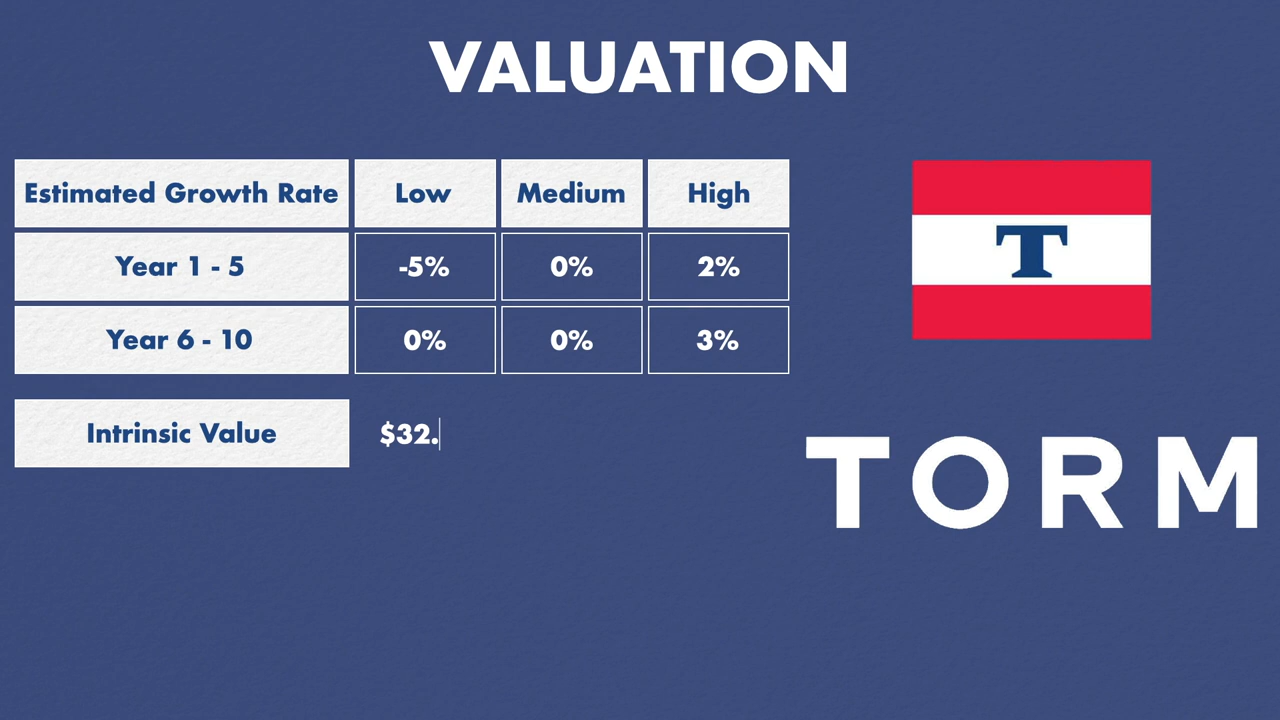 VALUATION
Estimated Growth Rate Low Medium High
Year 1 - 5 -5% 0% 2%
Year 6 - 10 0% 0% 3%
Intrinsic Value $32.
T
TORM